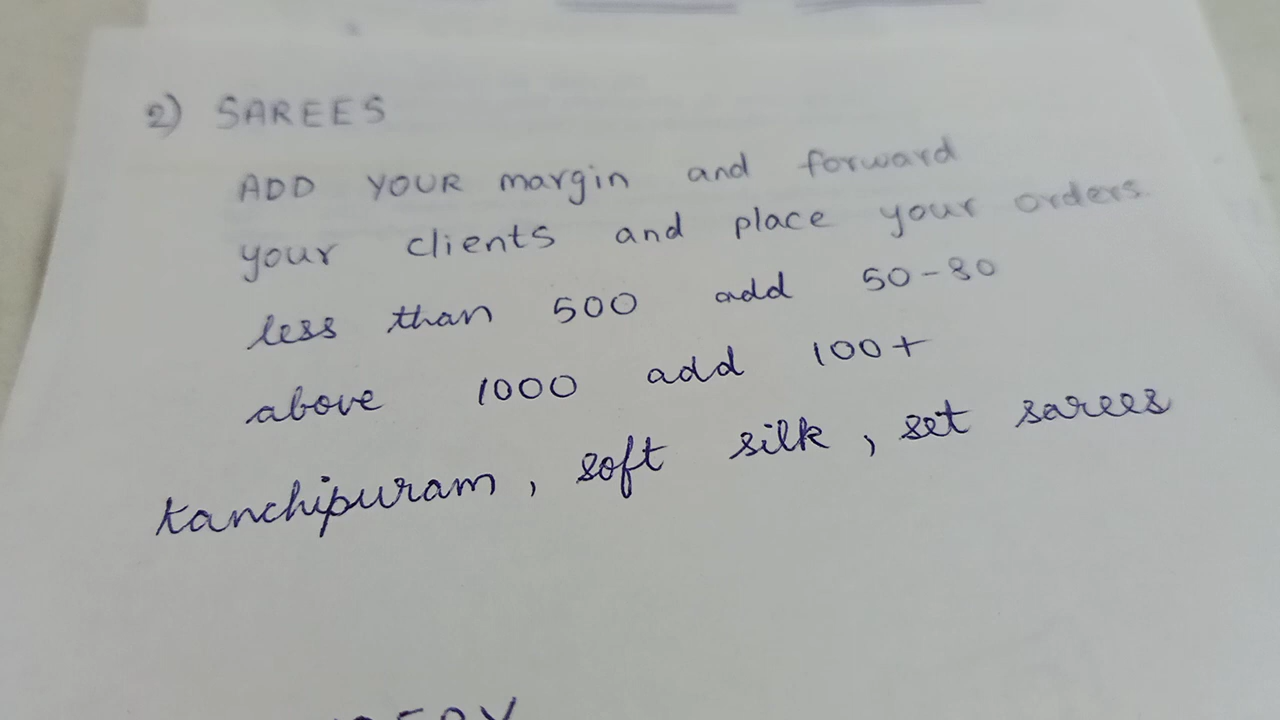 2) SAREES
ADD YOUR margin and forward
your clients and place your orders
less than 500 add 50-80
above 1000 add 100+
kanchipuram, soft silk, set sarees